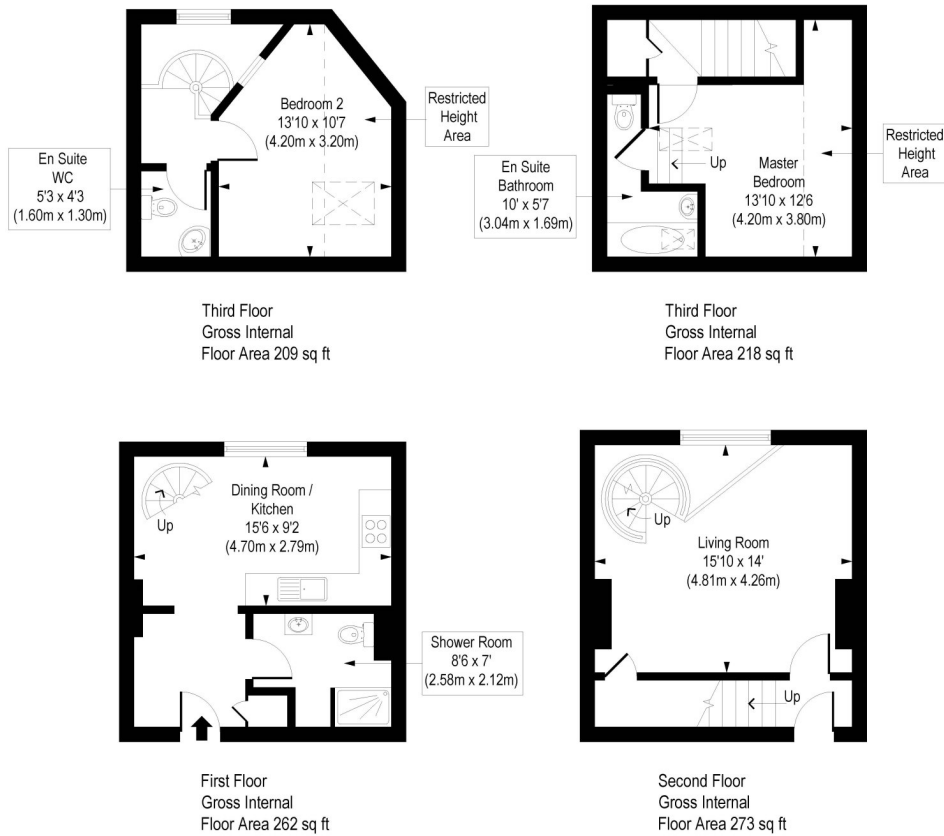 Bedroom 2
13'10 x 10'7
(4.20m x 3.20m)
Restricted
Height
Area
En Suite
WC
5'3 x 4'3
(1.60m x 1.30m)
Third Floor
Gross Internal
Floor Area 209 sq ft
Up
Master
Bedroom
13'10 x 12'6
(4.20m x 3.80m)
Restricted
Height
Area
En Suite
Bathroom
10' x 5'7
(3.04m x 1.69m)
Third Floor
Gross Internal
Floor Area 218 sq ft
Up
Dining Room /
Kitchen
15'6 x 9'2
(4.70m x 2.79m)
Shower Room
8'6 x 7'
(2.58m x 2.12m)
First Floor
Gross Internal
Floor Area 262 sq ft
Up
Living Room
15'10 x 14'
(4.81m x 4.26m)
Up
Second Floor
Gross Internal
Floor Area 273 sq ft